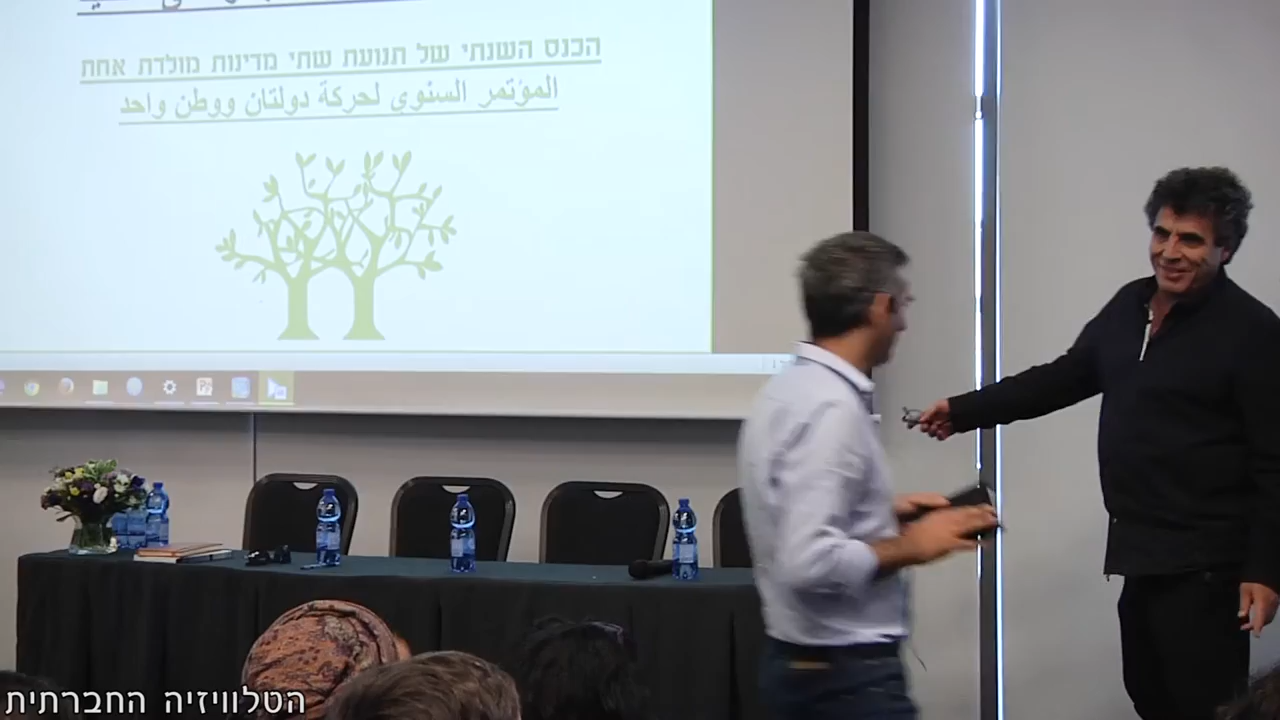 הכנס השנתי של תנועת שתי מדינות מולדת אחת
المؤتمر السنوي لحركة دولتان ووطن واحد
הטלוויזיה החברתית